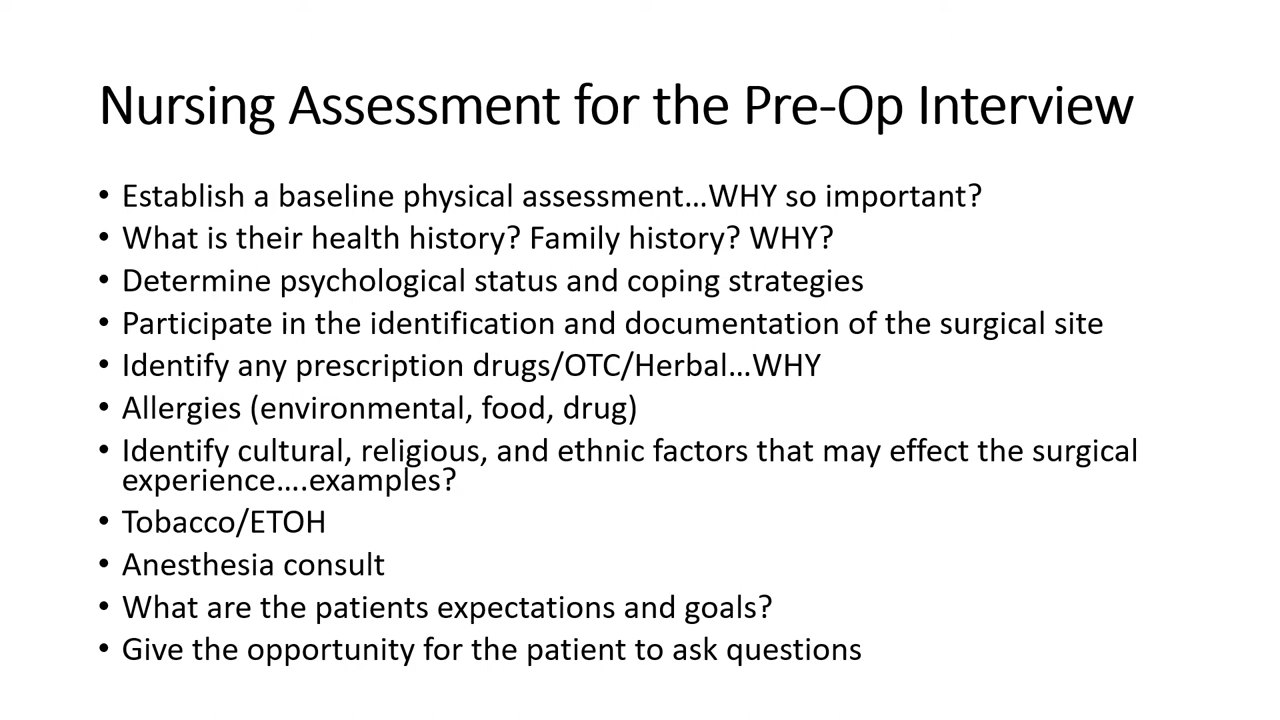 Nursing Assessment for the Pre-Op Interview
• Establish a baseline physical assessment...WHY so important?
• What is their health history? Family history? WHY?
• Determine psychological status and coping strategies
• Participate in the identification and documentation of the surgical site
• Identify any prescription drugs/OTC/Herbal...WHY
• Allergies (environmental, food, drug)
• Identify cultural, religious, and ethnic factors that may effect the surgical
experience....examples?
• Tobacco/ETOH
• Anesthesia consult
• What are the patients expectations and goals?
• Give the opportunity for the patient to ask questions